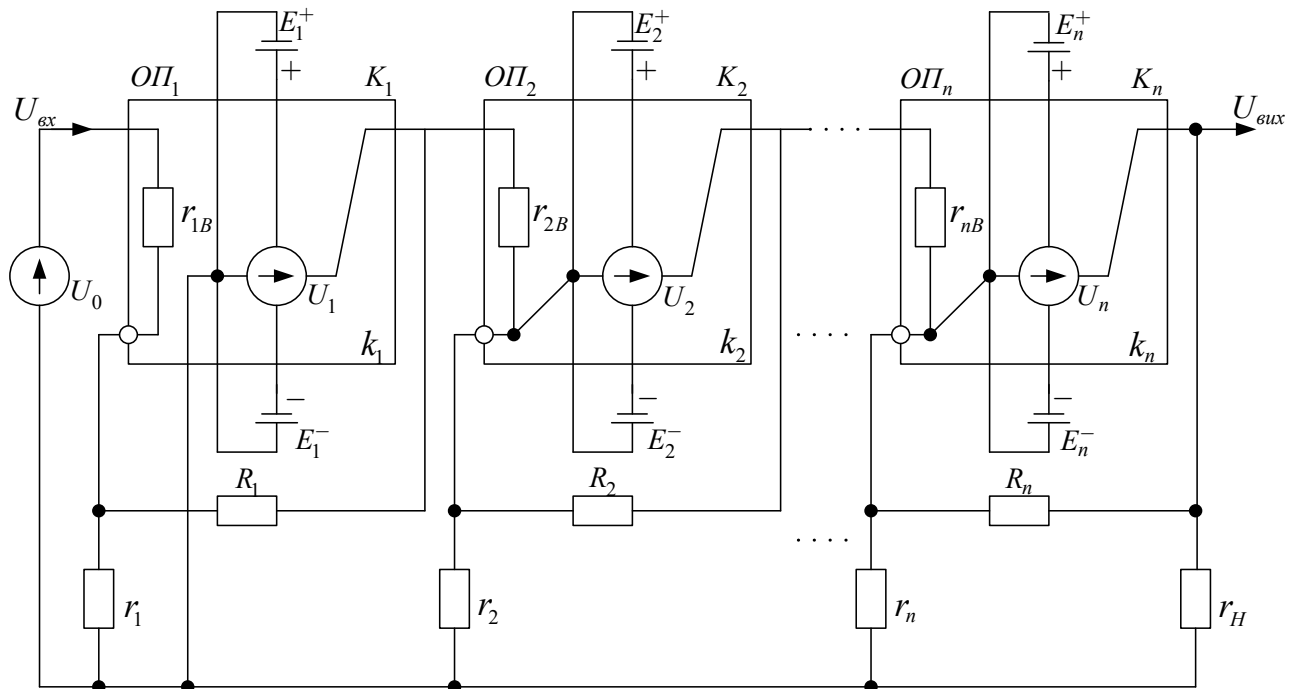 E₁⁺ E₂⁺ Eₙ⁺
+ + +
ОП₁ K₁ ОП₂ K₂ ОПₙ Kₙ
Uвх Uвих
. . . .
r₁B r₂B rₙB
U₀ U₁ U₂ Uₙ
. . . .
k₁ k₂ kₙ
− − −
E₁⁻ E₂⁻ Eₙ⁻
R₁ R₂ Rₙ
. . . .
r₁ r₂ rₙ rH